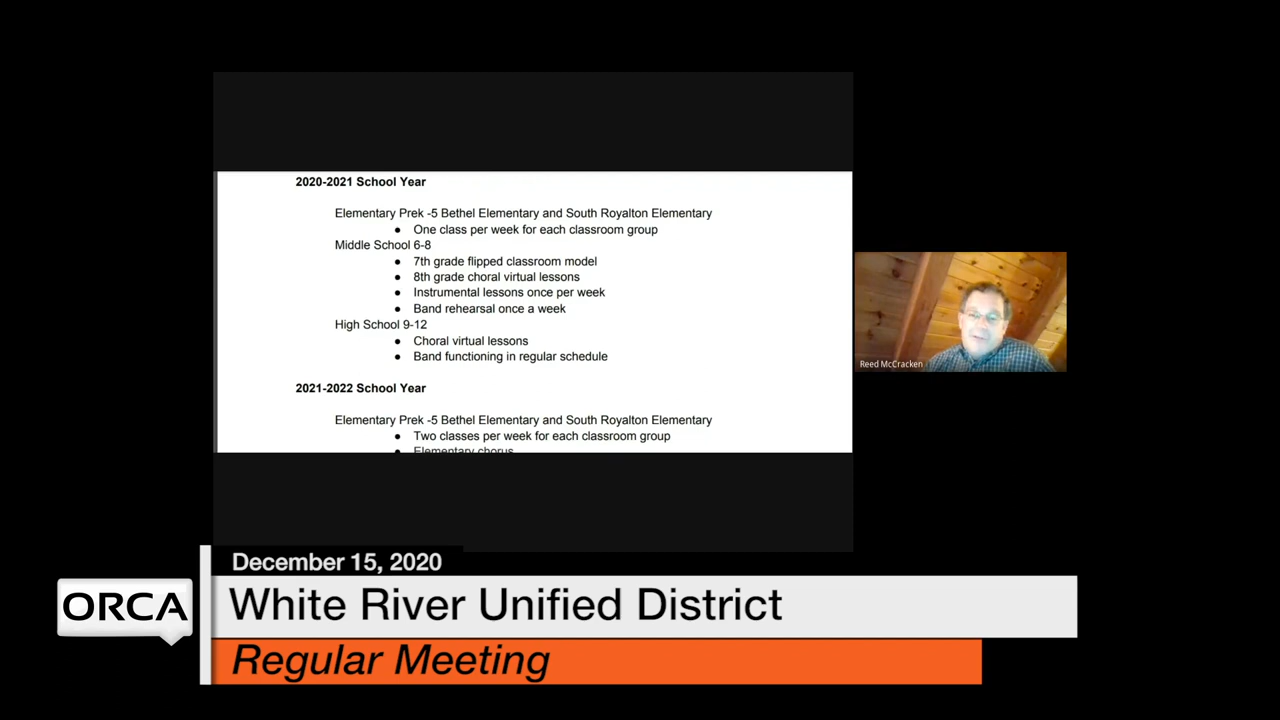 2020-2021 School Year
Elementary Prek -5 Bethel Elementary and South Royalton Elementary
● One class per week for each classroom group
Middle School 6-8
● 7th grade flipped classroom model
● 8th grade choral virtual lessons
● Instrumental lessons once per week
● Band rehearsal once a week
High School 9-12
● Choral virtual lessons
● Band functioning in regular schedule
2021-2022 School Year
Elementary Prek -5 Bethel Elementary and South Royalton Elementary
● Two classes per week for each classroom group
● Elementary chorus
Reed McCracken
December 15, 2020
ORCA
White River Unified District
Regular Meeting